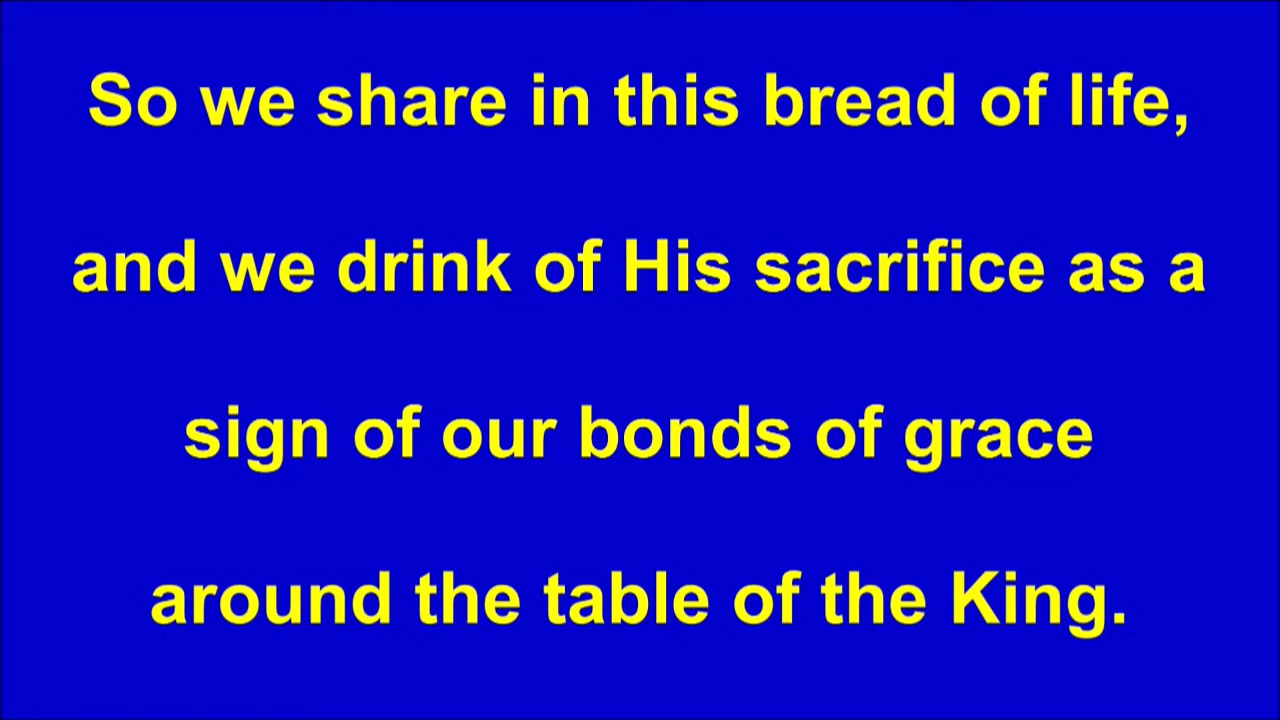 So we share in this bread of life,
and we drink of His sacrifice as a
sign of our bonds of grace
around the table of the King.